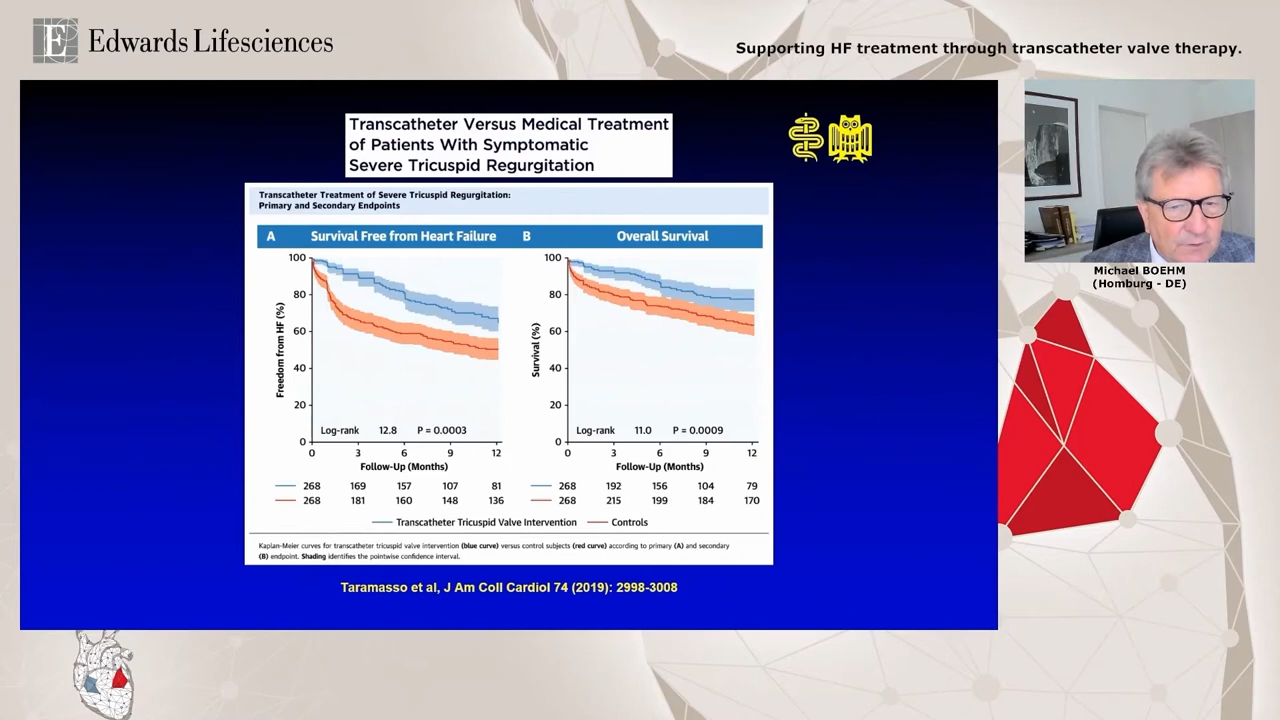 E Edwards Lifesciences
Supporting HF treatment through transcatheter valve therapy.
Transcatheter Versus Medical Treatment
of Patients With Symptomatic
Severe Tricuspid Regurgitation
Transcatheter Treatment of Severe Tricuspid Regurgitation:
Primary and Secondary Endpoints
A Survival Free from Heart Failure
100
80
60
40
20
0
Freedom from HF (%)
Log-rank 12.8 P = 0.0003
0 3 6 9 12
Follow-Up (Months)
268 169 157 107 81
268 181 160 148 136
B Overall Survival
100
80
60
40
20
0
Survival (%)
Log-rank 11.0 P = 0.0009
0 3 6 9 12
Follow-Up (Months)
268 192 156 104 79
268 215 199 184 170
Transcatheter Tricuspid Valve Intervention Controls
Kaplan-Meier curves for transcatheter tricuspid valve intervention (blue curve) versus control subjects (red curve) according to primary (A) and secondary
(B) endpoint. Shading identifies the pointwise confidence interval.
Taramasso et al, J Am Coll Cardiol 74 (2019): 2998-3008
Michael BOEHM
(Homburg - DE)